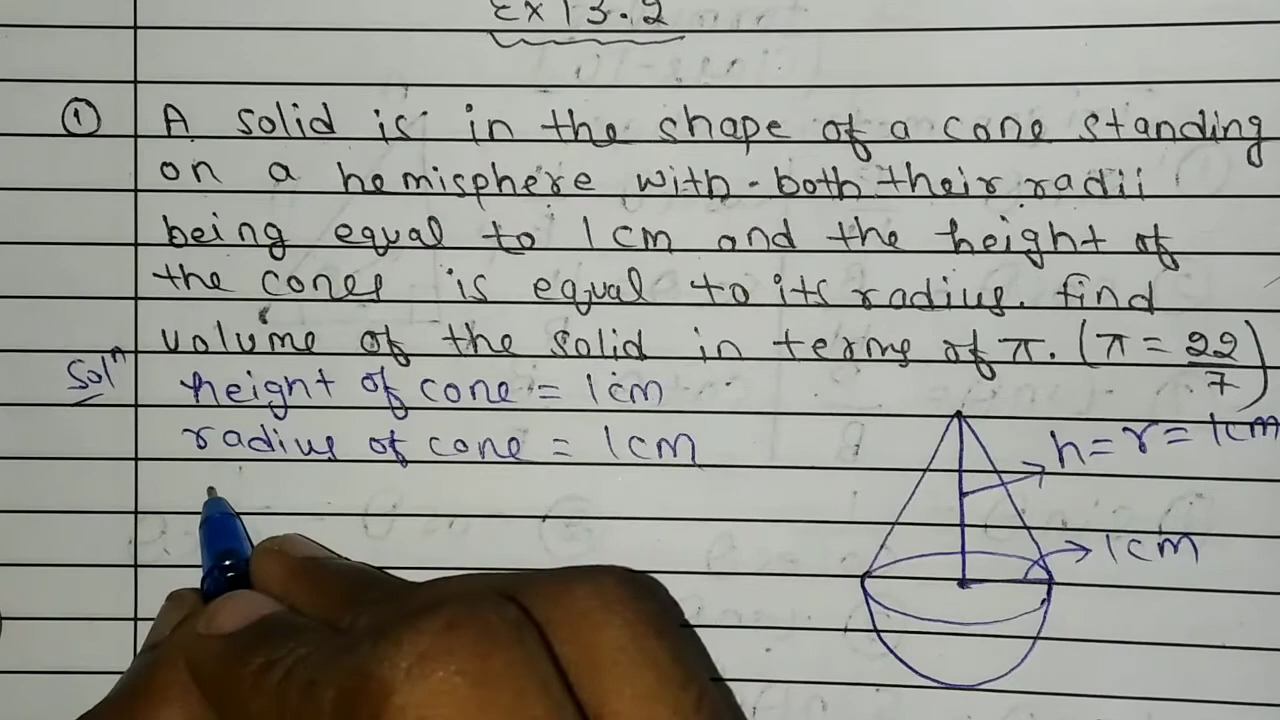 Ex 13.2
① A solid is in the shape of a cone standing
on a hemisphere with both their radii
being equal to 1 cm and the height of
the cones is equal to its radius. find
volume of the solid in terms of π. (π = 22/7)
Solⁿ height of cone = 1cm
radius of cone = 1cm
h = r = 1cm
1cm